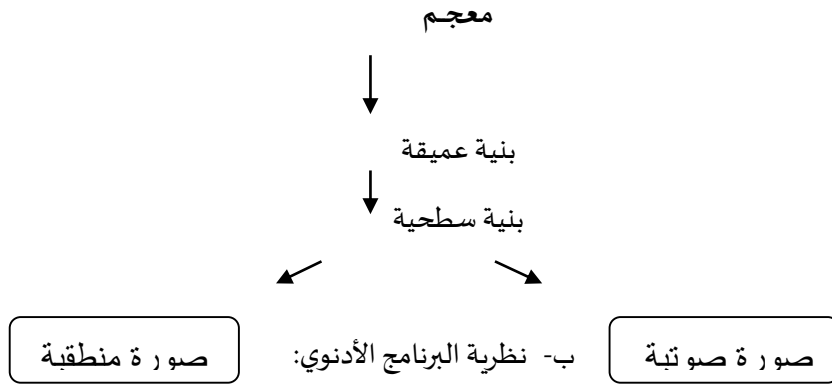 معجم
بنية عميقة
بنية سطحية
صورة صوتية
ب- نظرية البرنامج الأدنوي:
صورة منطقية